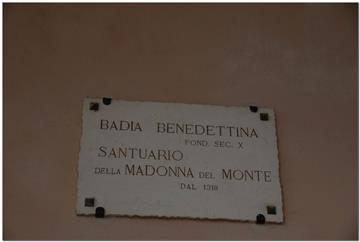 BADIA BENEDETTINA
FOND. SEC. X
SANTUARIO
DELLA MADONNA DEL MONTE
DAL 1318